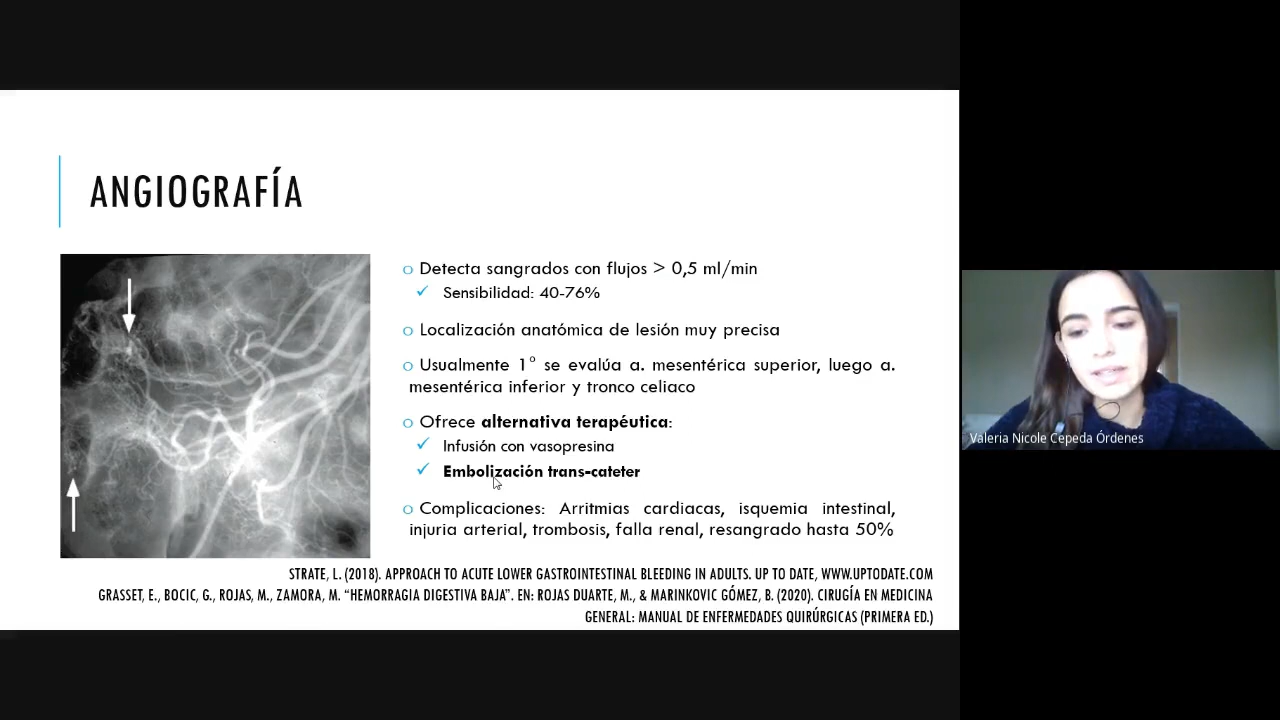 ANGIOGRAFÍA
o Detecta sangrados con flujos > 0,5 ml/min
✓ Sensibilidad: 40-76%
o Localización anatómica de lesión muy precisa
o Usualmente 1° se evalúa a. mesentérica superior, luego a.
mesentérica inferior y tronco celiaco
o Ofrece alternativa terapéutica:
✓ Infusión con vasopresina
✓ Embolización trans-cateter
o Complicaciones: Arritmias cardiacas, isquemia intestinal,
injuria arterial, trombosis, falla renal, resangrado hasta 50%
STRATE, L. (2018). APPROACH TO ACUTE LOWER GASTROINTESTINAL BLEEDING IN ADULTS. UP TO DATE, WWW.UPTODATE.COM
GRASSET, E., BOCIC, G., ROJAS, M., ZAMORA, M. “HEMORRAGIA DIGESTIVA BAJA”. EN: ROJAS DUARTE, M., & MARINKOVIC GÓMEZ, B. (2020). CIRUGÍA EN MEDICINA
GENERAL: MANUAL DE ENFERMEDADES QUIRÚRGICAS (PRIMERA ED.)
Valeria Nicole Cepeda Órdenes